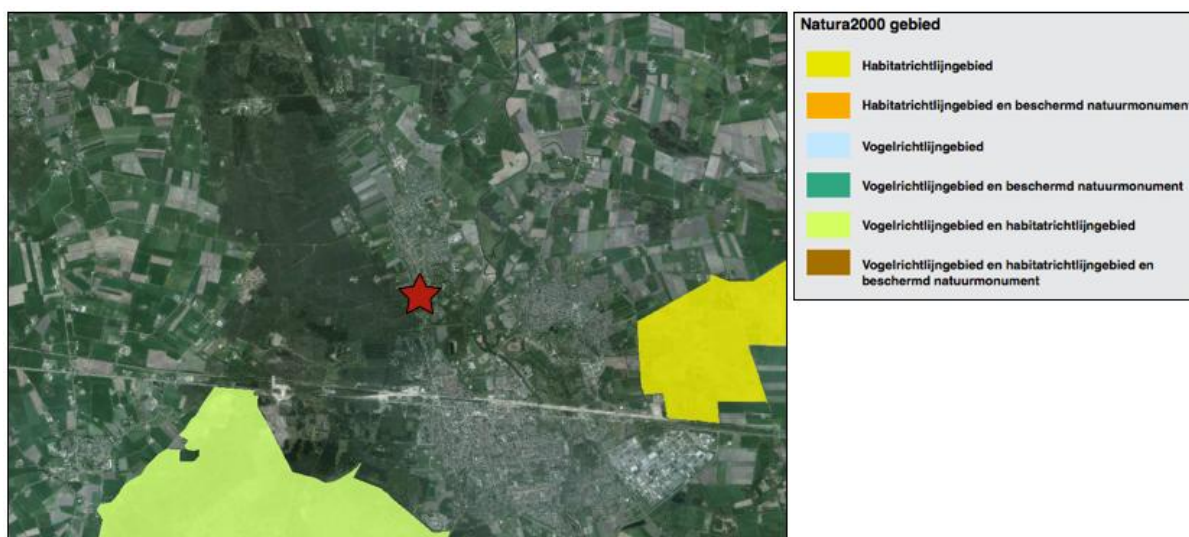 Natura2000 gebied
Habitatrichtlijngebied
Habitatrichtlijngebied en beschermd natuurmonument
Vogelrichtlijngebied
Vogelrichtlijngebied en beschermd natuurmonument
Vogelrichtlijngebied en habitatrichtlijngebied
Vogelrichtlijngebied en habitatrichtlijngebied en
beschermd natuurmonument